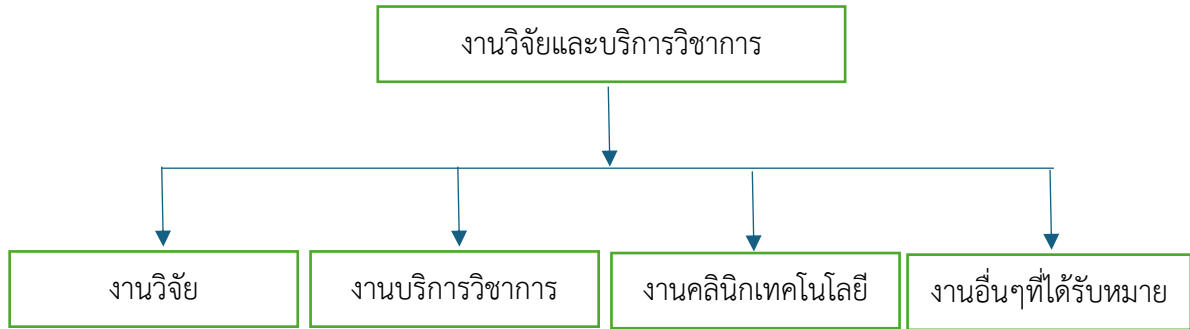 งานวิจัยและบริการวิชาการ
งานวิจัย
งานบริการวิชาการ
งานคลินิกเทคโนโลยี
งานอื่นๆที่ได้รับหมาย